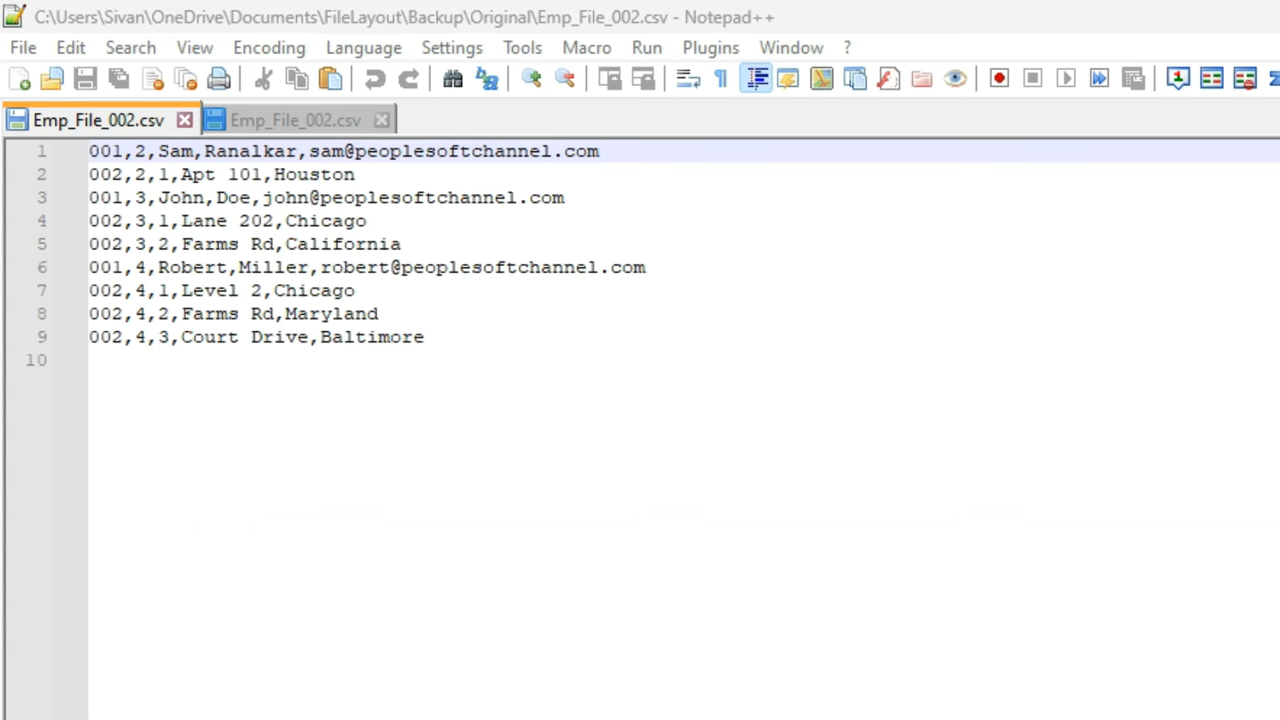 C:\Users\Sivan\OneDrive\Documents\FileLayout\Backup\Original\Emp_File_002.csv - Notepad++
File Edit Search View Encoding Language Settings Tools Macro Run Plugins Window ?
Emp_File_002.csv Emp_File_002.csv
1 001,2,Sam,Ranalkar,sam@peoplesoftchannel.com
2 002,2,1,Apt 101,Houston
3 001,3,John,Doe,john@peoplesoftchannel.com
4 002,3,1,Lane 202,Chicago
5 002,3,2,Farms Rd,California
6 001,4,Robert,Miller,robert@peoplesoftchannel.com
7 002,4,1,Level 2,Chicago
8 002,4,2,Farms Rd,Maryland
9 002,4,3,Court Drive,Baltimore
10